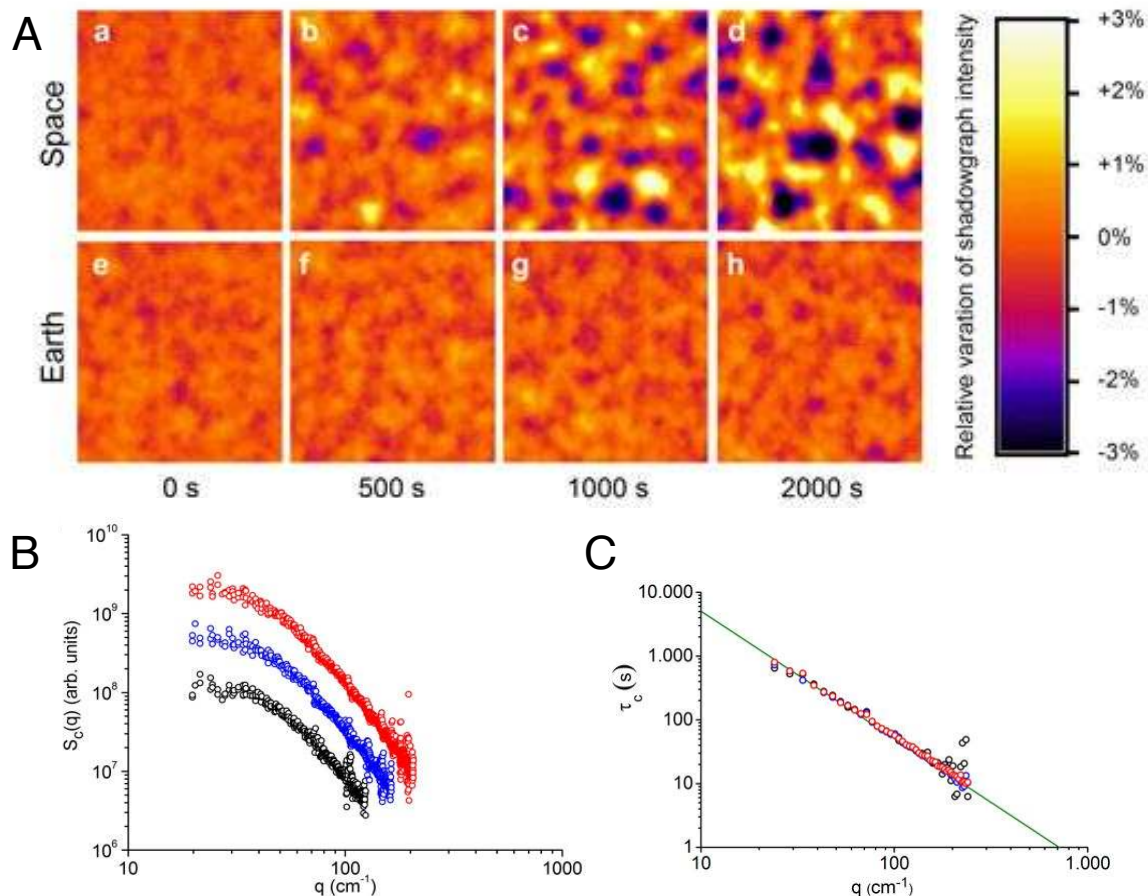 A
a b c d
Space
e f g h
Earth
0 s 500 s 1000 s 2000 s
Relative varation of shadowgraph intensity
+3%
+2%
+1%
0%
-1%
-2%
-3%
B
10^10
10^9
10^8
10^7
10^6
S_c(q) (arb. units)
10 100 1000
q (cm^-1)
C
10.000
1.000
100
10
1
τ_c (s)
10 100 1.000
q (cm^-1)